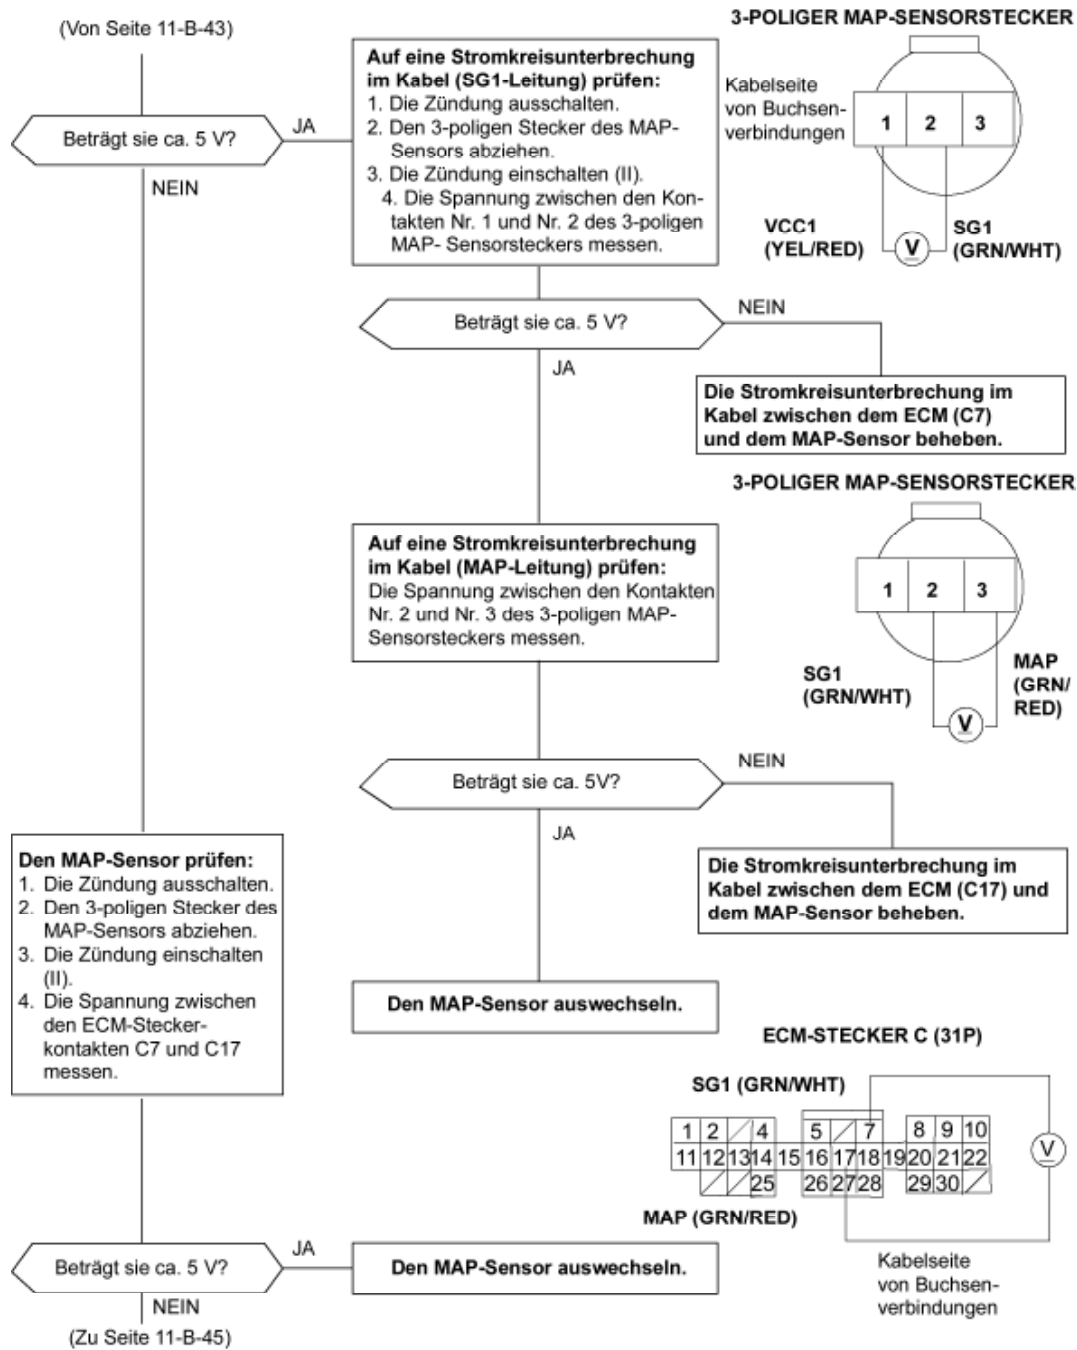 (Von Seite 11-B-43)
Beträgt sie ca. 5 V?
JA
NEIN
Auf eine Stromkreisunterbrechung
im Kabel (SG1-Leitung) prüfen:
1. Die Zündung ausschalten.
2. Den 3-poligen Stecker des MAP-
Sensors abziehen.
3. Die Zündung einschalten (II).
4. Die Spannung zwischen den Kon-
takten Nr. 1 und Nr. 2 des 3-poligen
MAP- Sensorsteckers messen.
3-POLIGER MAP-SENSORSTECKER
Kabelseite
von Buchsen-
verbindungen
1 2 3
VCC1
(YEL/RED)
V
SG1
(GRN/WHT)
Beträgt sie ca. 5 V?
NEIN
JA
Die Stromkreisunterbrechung im
Kabel zwischen dem ECM (C7)
und dem MAP-Sensor beheben.
3-POLIGER MAP-SENSORSTECKER
1 2 3
SG1
(GRN/WHT)
V
MAP
(GRN/
RED)
Auf eine Stromkreisunterbrechung
im Kabel (MAP-Leitung) prüfen:
Die Spannung zwischen den Kontakten
Nr. 2 und Nr. 3 des 3-poligen MAP-
Sensorsteckers messen.
Beträgt sie ca. 5V?
NEIN
JA
Die Stromkreisunterbrechung im
Kabel zwischen dem ECM (C17) und
dem MAP-Sensor beheben.
Den MAP-Sensor auswechseln.
Den MAP-Sensor prüfen:
1. Die Zündung ausschalten.
2. Den 3-poligen Stecker des
MAP-Sensors abziehen.
3. Die Zündung einschalten
(II).
4. Die Spannung zwischen
den ECM-Stecker-
kontakten C7 und C17
messen.
ECM-STECKER C (31P)
SG1 (GRN/WHT)
1 2 4 5 7 8 9 10
11 12 13 14 15 16 17 18 19 20 21 22
25 26 27 28 29 30
V
MAP (GRN/RED)
Kabelseite
von Buchsen-
verbindungen
Beträgt sie ca. 5 V?
JA
Den MAP-Sensor auswechseln.
NEIN
(Zu Seite 11-B-45)